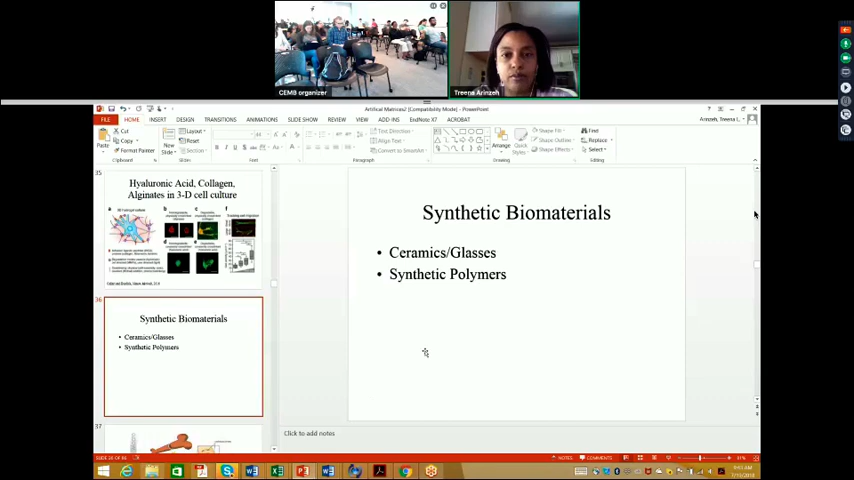 CEMB organizer
Treena Arinzeh
Artificial Matrices2 [Compatibility Mode] - PowerPoint
FILE HOME INSERT DESIGN TRANSITIONS ANIMATIONS SLIDE SHOW REVIEW VIEW ADD INS EndNote X7 ACROBAT
Arinzeh, Treena L.
Cut
Copy
Format Painter
Paste
Clipboard
New
Slide
Layout
Reset
Section
Slides
Font
Text Direction
Align Text
Convert to SmartArt
Paragraph
Arrange
Quick
Styles
Shape Fill
Shape Outline
Shape Effects
Drawing
Find
Replace
Select
Editing
35
Hyaluronic Acid, Collagen,
Alginates in 3-D cell culture
36
Synthetic Biomaterials
• Ceramics/Glasses
• Synthetic Polymers
37
Synthetic Biomaterials
• Ceramics/Glasses
• Synthetic Polymers
Click to add notes
NOTES COMMENTS